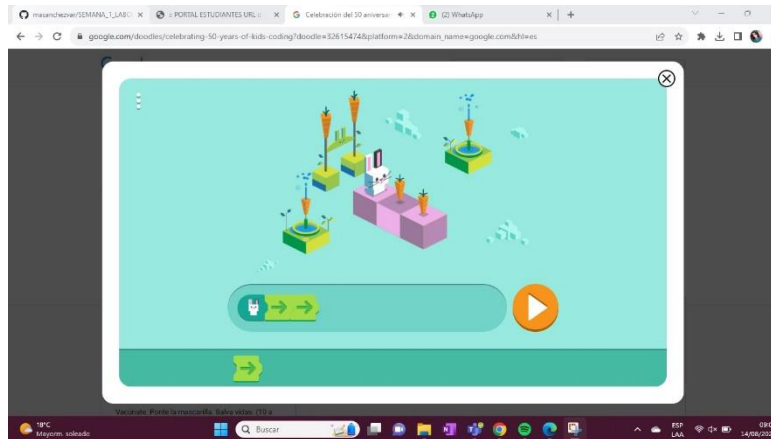 masanchezvar/SEMANA_1_LABO
:: PORTAL ESTUDIANTES URL ::
Celebración del 50 aniversar
(2) WhatsApp
google.com/doodles/celebrating-50-years-of-kids-coding?doodle=32615474&platform=2&domain_name=google.com&hl=es
Vacúnate. Ponte la mascarilla. Salva vidas. (10 a
18°C
Mayorm. soleado
Buscar
ESP
LAA
14/08/202